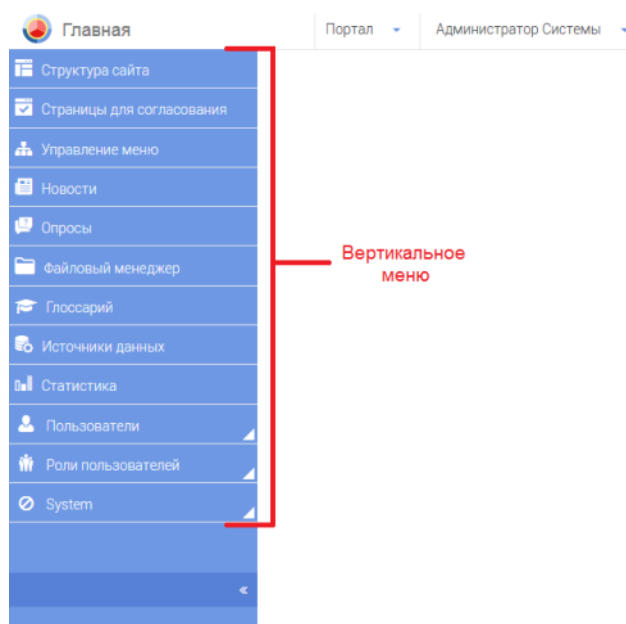 Главная
Портал
Администратор Системы
Структура сайта
Страницы для согласования
Управление меню
Новости
Опросы
Файловый менеджер
Глоссарий
Источники данных
Статистика
Пользователи
Роли пользователей
System
Вертикальное
меню